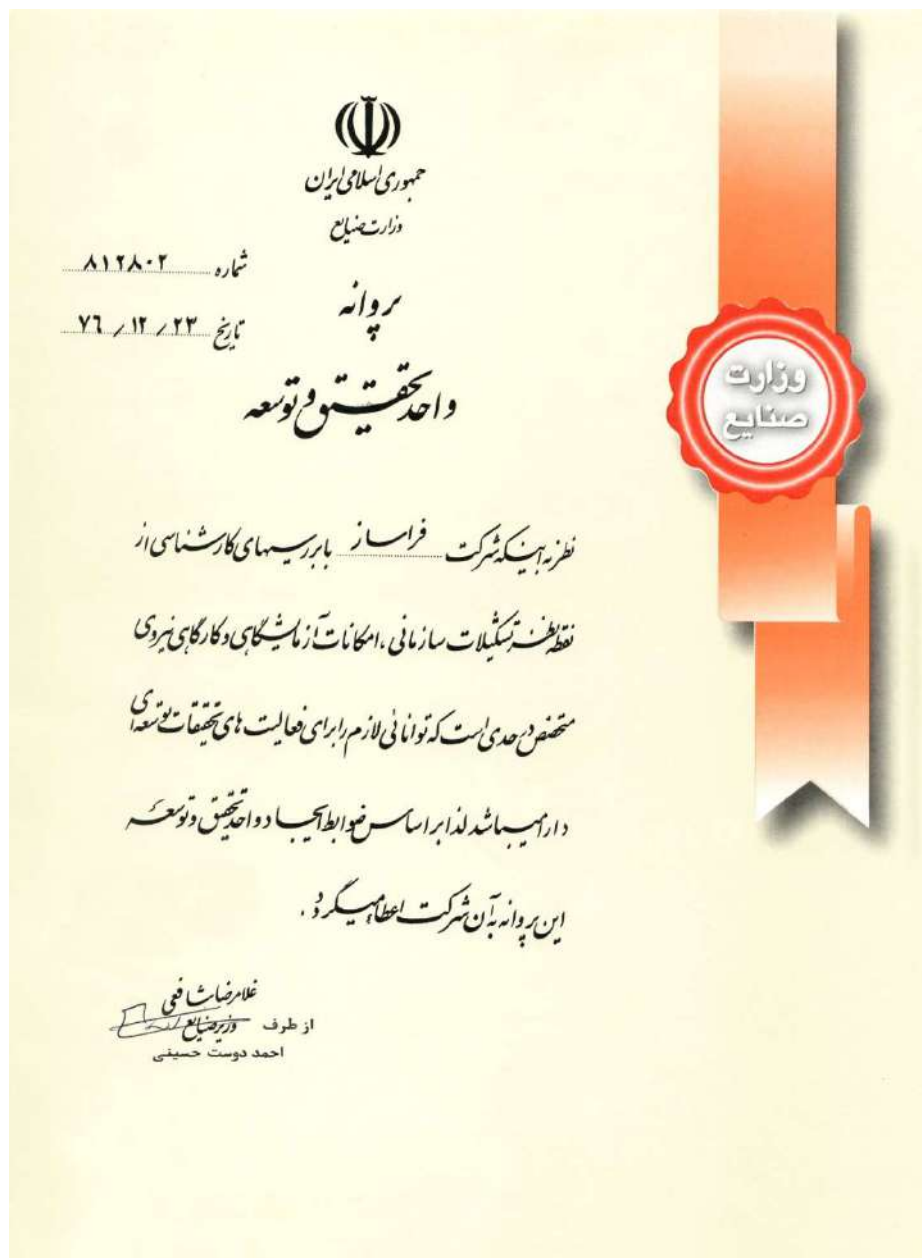 جمهوری اسلامی ایران
وزارت صنایع
شماره ۸۱۲۸۰۲
تاریخ ۷۶/۱۲/۲۳
پروانه
واحد تحقیق و توسعه
وزارت
صنایع
نظر به اینکه شرکت فراساز با بررسیهای کارشناسی از
نقطه نظر تشکیلات سازمانی، امکانات آزمایشگاهی و کارگاهی نیروی
متخصص در حدی است که توانائی لازم را برای فعالیت های تحقیقات توسعه ای
دارا میباشد لذا بر اساس ضوابط ایجاد واحد تحقیق و توسعه
این پروانه به آن شرکت اعطا میگردد.
غلامرضا شافعی
از طرف وزیر صنایع
احمد دوست حسینی